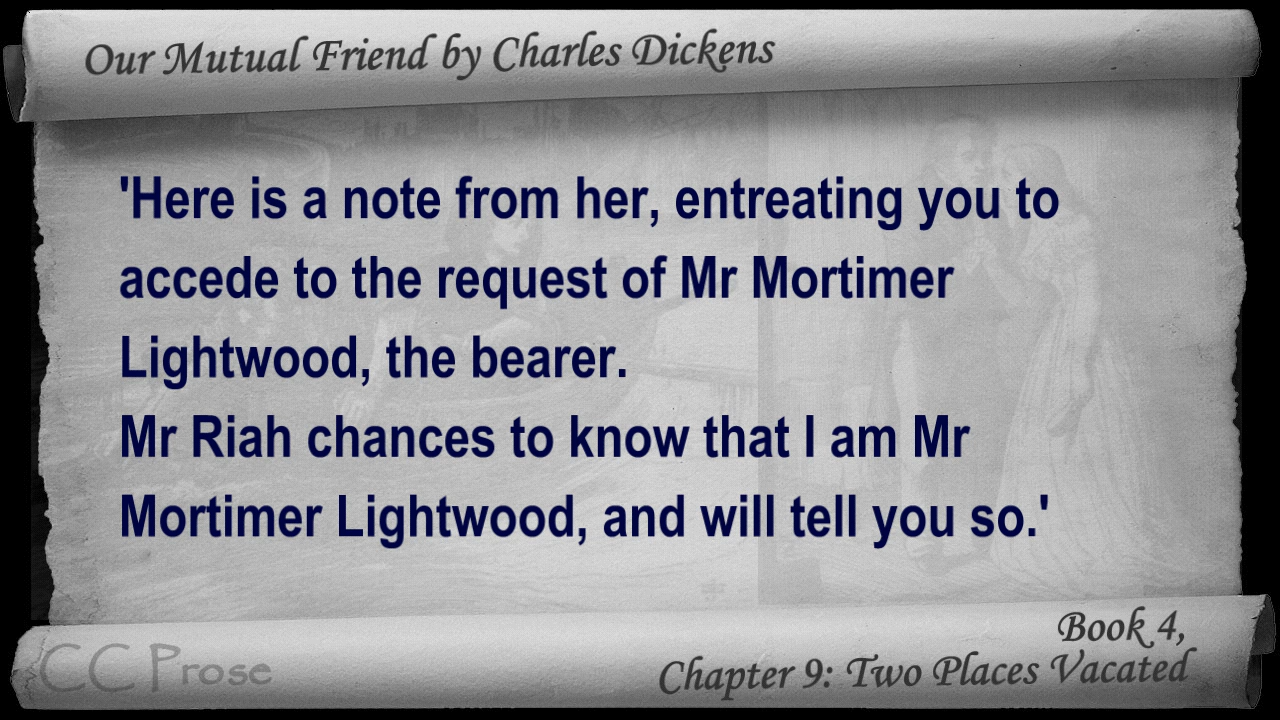 Our Mutual Friend by Charles Dickens
'Here is a note from her, entreating you to
accede to the request of Mr Mortimer
Lightwood, the bearer.
Mr Riah chances to know that I am Mr
Mortimer Lightwood, and will tell you so.'
CC Prose
Book 4,
Chapter 9: Two Places Vacated